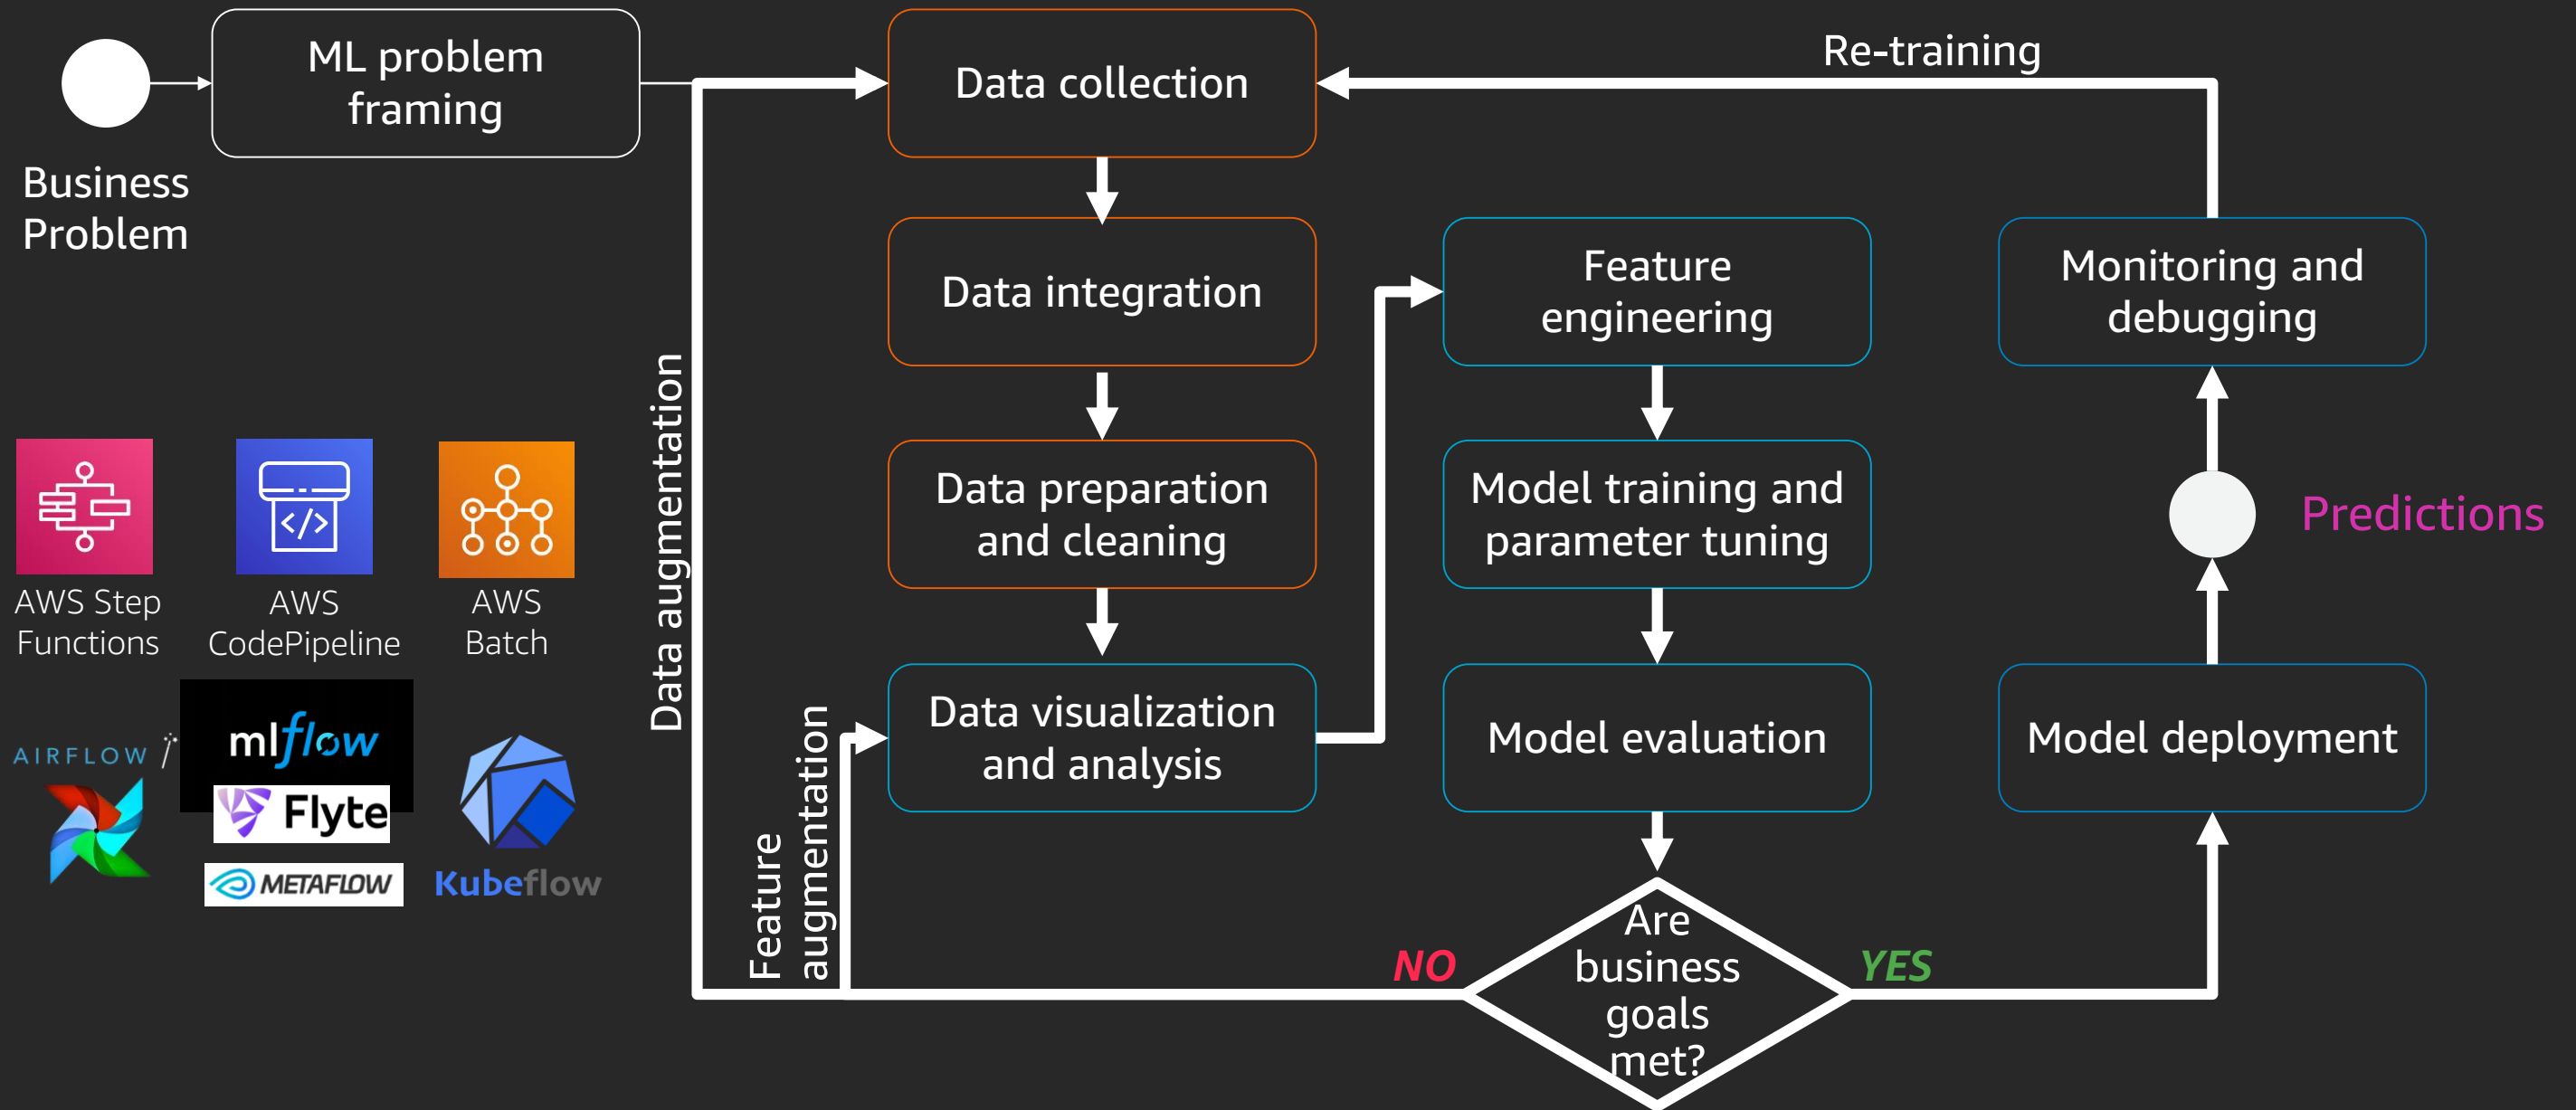 Business
Problem
ML problem
framing
Data collection
Re-training
Data integration
Feature
engineering
Monitoring and
debugging
Data augmentation
Data preparation
and cleaning
Model training and
parameter tuning
Predictions
AWS Step
Functions
AWS
CodePipeline
AWS
Batch
AIRFLOW
mlflow
Flyte
METAFLOW
Kubeflow
Feature
augmentation
Data visualization
and analysis
Model evaluation
Model deployment
NO
Are
business
goals
met?
YES